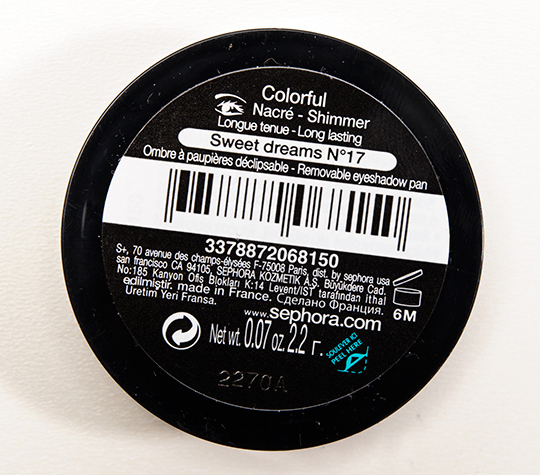 Colorful
Nacré - Shimmer
Longue tenue - Long lasting
Sweet dreams N°17
Ombre à paupières déclipsable - Removable eyeshadow pan
3378872068150
S+, 70 avenue des champs-élysées F-75008 Paris, dist. by sephora usa
san francisco CA 94105. SEPHORA KOZMETIK A.Ş. Büyükdere Cad.
No:185 Kanyon Ofis Blokları K:14 Levent/İST tarafından ithal
edilmiştir. made in France. Сделано Франция.
Üretim Yeri Fransa.
6M
www.sephora.com
Net wt. 0.07 oz. 2.2 г.
SOULEVER ICI
PEEL HERE
2270A